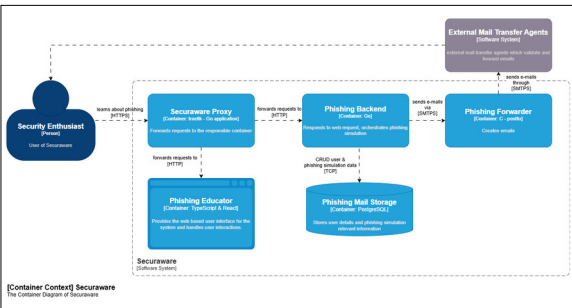 External Mail Transfer Agents
[Software System]
external mail transfer agents which validate and
forward emails
sends e-mails
through
[SMTPS]
Security Enthusiast
[Person]
User of Securaware
learns about phishing
[HTTPS]
Securaware Proxy
[Container: traefik - Go application]
Forwards requests to the responsible container
forwards requests to
[HTTP]
Phishing Backend
[Container: Go]
Responds to web request, orchestrates phishing
simulation
sends e-mails
via
[SMTPS]
Phishing Forwarder
[Container: C - postfix]
Creates emails
forwards requests to
[HTTP]
CRUD user &
phishing simulation data
[TCP]
Phishing Educator
[Container: TypeScript & React]
Provides the web based user interface for the
system and handles user interactions
Phishing Mail Storage
[Container: PostgreSQL]
Stores user details and phishing simulation
relevant information
Securaware
[Software System]
[Container Context] Securaware
The Container Diagram of Securaware